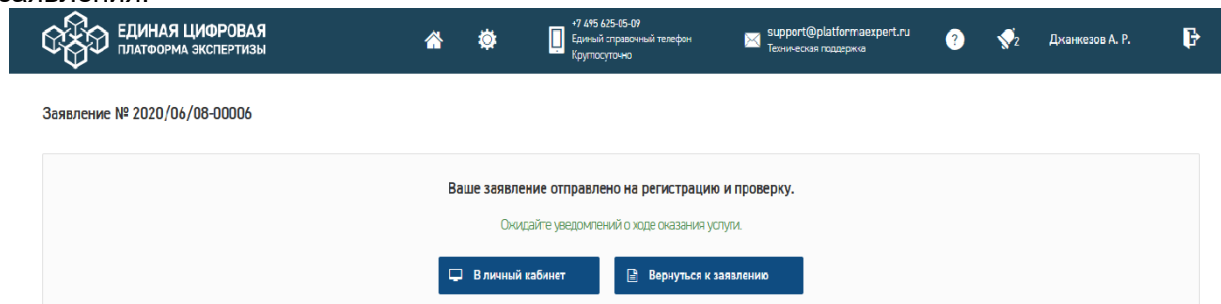 заявления.
ЕДИНАЯ ЦИФРОВАЯ
ПЛАТФОРМА ЭКСПЕРТИЗЫ
+7 495 625-05-09
Единый справочный телефон
Круглосуточно
support@platformaexpert.ru
Техническая поддержка
?
2
Джанкезов А. Р.
Заявление № 2020/06/08-00006
Ваше заявление отправлено на регистрацию и проверку.
Ожидайте уведомлений о ходе оказания услуги.
В личный кабинет
Вернуться к заявлению